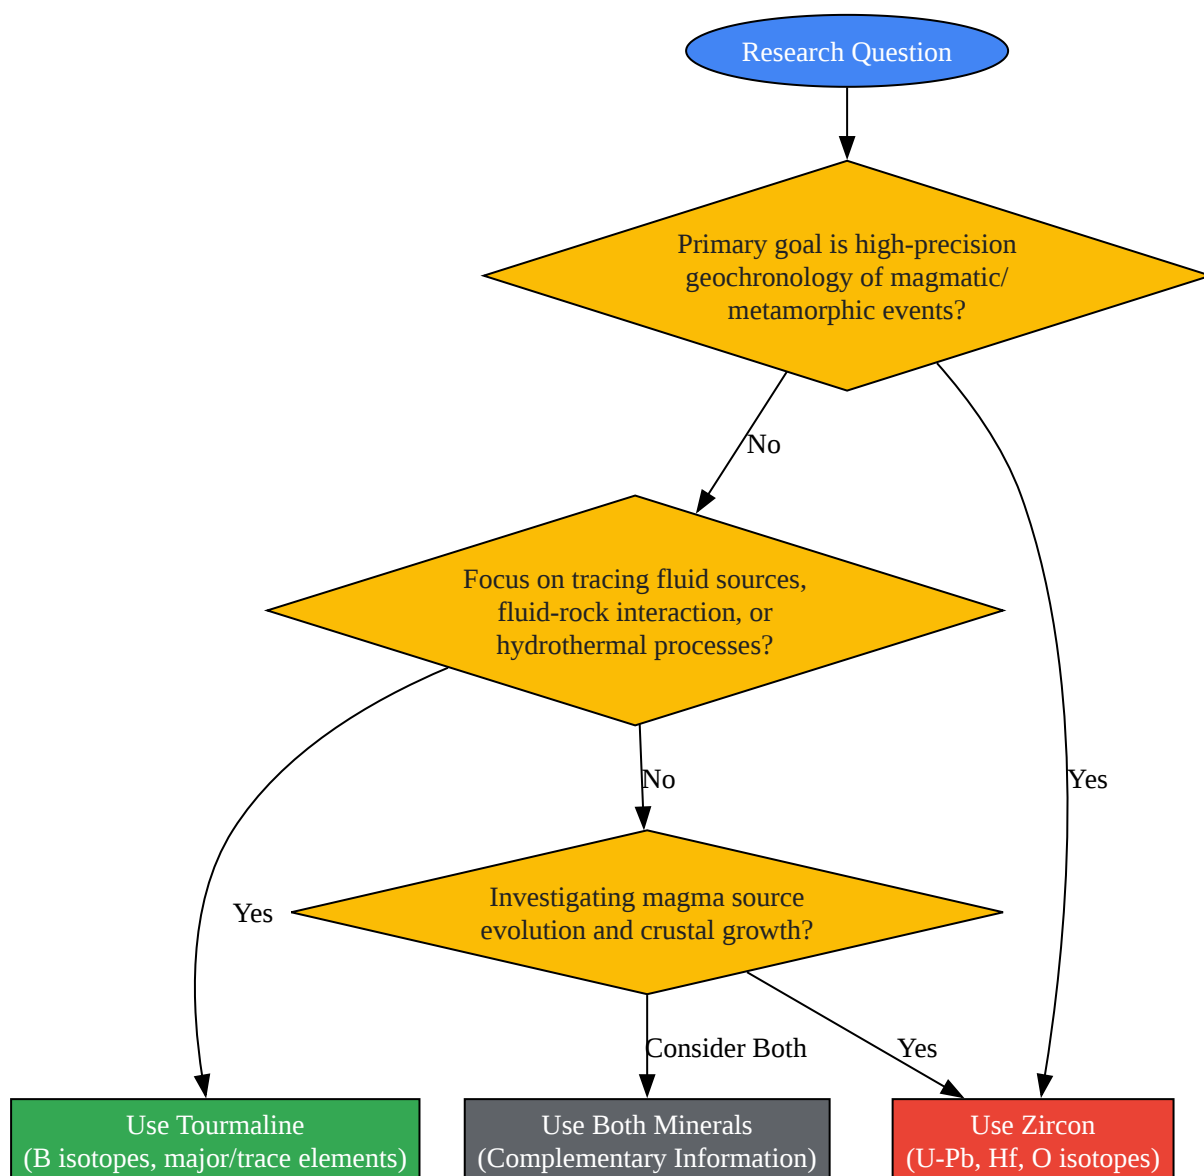 Research Question
Primary goal is high-precision
geochronology of magmatic/
metamorphic events?
No
Focus on tracing fluid sources,
fluid-rock interaction, or
hydrothermal processes?
No
Yes
Yes
Investigating magma source
evolution and crustal growth?
Consider Both
Yes
Use Tourmaline
(B isotopes, major/trace elements)
Use Both Minerals
(Complementary Information)
Use Zircon
(U-Pb, Hf, O isotopes)